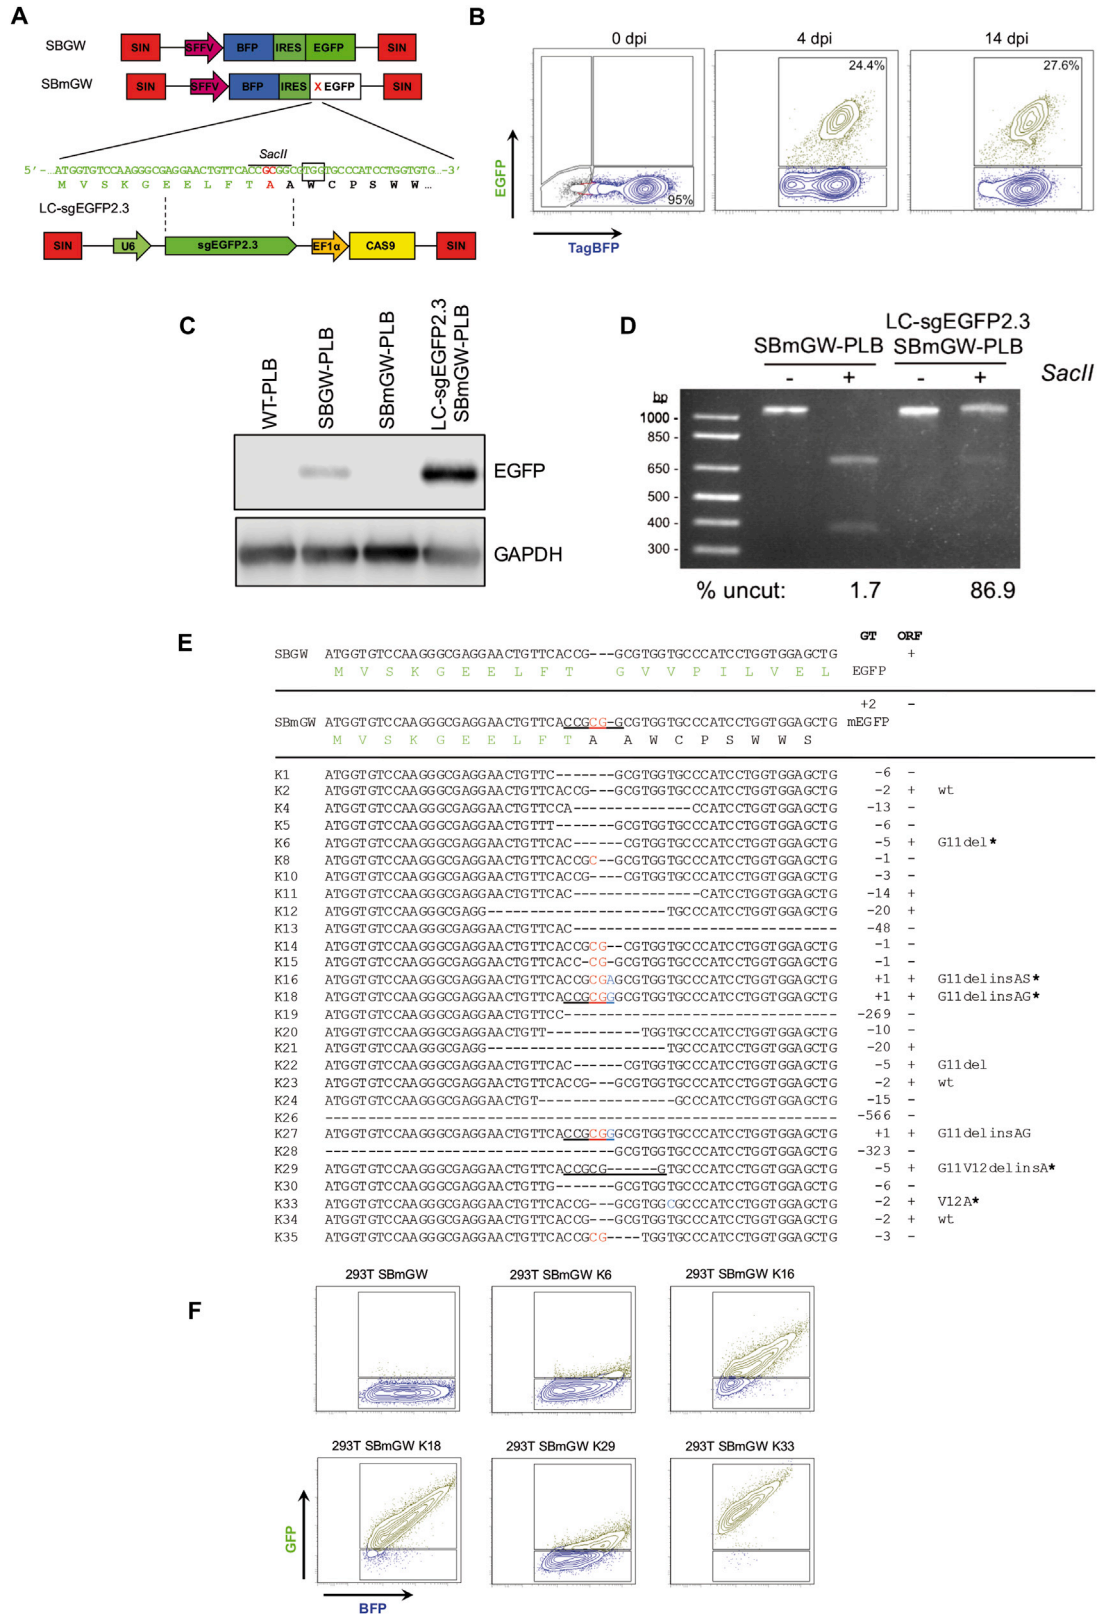 A
SBGW
SIN
SFFV
BFP
IRES
EGFP
SIN
SBmGW
SIN
SFFV
BFP
IRES
X EGFP
SIN
SacII
5'-…ATGGTGTCCAAGGGCGAGGAACTGTTCACCGCGGCGTGGTGCCCATCCTGGTGTG…-3'
M V S K G E E L F T A A W C P S W W…
LC-sgEGFP2.3
SIN
U6
sgEGFP2.3
EF1α
CAS9
SIN
B
0 dpi
4 dpi
14 dpi
95%
24.4%
27.6%
EGFP
TagBFP
C
WT-PLB
SBGW-PLB
SBmGW-PLB
LC-sgEGFP2.3
SBmGW-PLB
EGFP
GAPDH
D
SBmGW-PLB
LC-sgEGFP2.3
SBmGW-PLB
- + - + SacII
bp
1000 -
850 -
650 -
500 -
400 -
300 -
% uncut: 1.7 86.9
E
GT ORF
SBGW ATGGTGTCCAAGGGCGAGGAACTGTTCACCG---GCGTGGTGCCCATCCTGGTGGAGCTG +
M V S K G E E L F T G V V P I L V E L EGFP
+2 -
SBmGW ATGGTGTCCAAGGGCGAGGAACTGTTCACCGCG-GCGTGGTGCCCATCCTGGTGGAGCTG mEGFP
M V S K G E E L F T A A W C P S W W S
K1 ATGGTGTCCAAGGGCGAGGAACTGTTC-------GCGTGGTGCCCATCCTGGTGGAGCTG -6 -
K2 ATGGTGTCCAAGGGCGAGGAACTGTTCACCG---GCGTGGTGCCCATCCTGGTGGAGCTG -2 + wt
K4 ATGGTGTCCAAGGGCGAGGAACTGTTCCA--------------CCCATCCTGGTGGAGCTG -13 -
K5 ATGGTGTCCAAGGGCGAGGAACTGTTT-------GCGTGGTGCCCATCCTGGTGGAGCTG -6 -
K6 ATGGTGTCCAAGGGCGAGGAACTGTTCAC------CGTGGTGCCCATCCTGGTGGAGCTG -5 + G11del*
K8 ATGGTGTCCAAGGGCGAGGAACTGTTCACCGC--GCGTGGTGCCCATCCTGGTGGAGCTG -1 -
K10 ATGGTGTCCAAGGGCGAGGAACTGTTCACCG----CGTGGTGCCCATCCTGGTGGAGCTG -3 -
K11 ATGGTGTCCAAGGGCGAGGAACTGTTCAC---------------CATCCTGGTGGAGCTG -14 +
K12 ATGGTGTCCAAGGGCGAGG---------------------TGCCCATCCTGGTGGAGCTG -20 +
K13 ATGGTGTCCAAGGGCGAGGAACTGTTCAC------------------------------- -48 -
K14 ATGGTGTCCAAGGGCGAGGAACTGTTCACCGCG--CGTGGTGCCCATCCTGGTGGAGCTG -1 -
K15 ATGGTGTCCAAGGGCGAGGAACTGTTCACC-CG-GCGTGGTGCCCATCCTGGTGGAGCTG -1 -
K16 ATGGTGTCCAAGGGCGAGGAACTGTTCACCGCGAGCGTGGTGCCCATCCTGGTGGAGCTG +1 + G11delinsAS*
K18 ATGGTGTCCAAGGGCGAGGAACTGTTCACCGCGGGCGTGGTGCCCATCCTGGTGGAGCTG +1 + G11delinsAG*
K19 ATGGTGTCCAAGGGCGAGGAACTGTTCC-------------------------------- -269 -
K20 ATGGTGTCCAAGGGCGAGGAACTGTT-----------TGGTGCCCATCCTGGTGGAGCTG -10 -
K21 ATGGTGTCCAAGGGCGAGG---------------------TGCCCATCCTGGTGGAGCTG -20 +
K22 ATGGTGTCCAAGGGCGAGGAACTGTTCAC------CGTGGTGCCCATCCTGGTGGAGCTG -5 + G11del
K23 ATGGTGTCCAAGGGCGAGGAACTGTTCACCG---GCGTGGTGCCCATCCTGGTGGAGCTG -2 + wt
K24 ATGGTGTCCAAGGGCGAGGAACTGT----------------GCCCATCCTGGTGGAGCTG -15 -
K26 ------------------------------------------------------------ -566 -
K27 ATGGTGTCCAAGGGCGAGGAACTGTTCACCGCGGGCGTGGTGCCCATCCTGGTGGAGCTG +1 + G11delinsAG
K28 ----------------------------------GCGTGGTGCCCATCCTGGTGGAGCTG -323 -
K29 ATGGTGTCCAAGGGCGAGGAACTGTTCACCGCG------GTGCCCATCCTGGTGGAGCTG -5 + G11V12delinsA*
K30 ATGGTGTCCAAGGGCGAGGAACTGTTG-------GCGTGGTGCCCATCCTGGTGGAGCTG -6 -
K33 ATGGTGTCCAAGGGCGAGGAACTGTTCACCG---GCGTGGCGCCCATCCTGGTGGAGCTG -2 + V12A*
K34 ATGGTGTCCAAGGGCGAGGAACTGTTCACCG---GCGTGGTGCCCATCCTGGTGGAGCTG -2 + wt
K35 ATGGTGTCCAAGGGCGAGGAACTGTTCACCGCG----TGGTGCCCATCCTGGTGGAGCTG -3 -
F
293T SBmGW
293T SBmGW K6
293T SBmGW K16
293T SBmGW K18
293T SBmGW K29
293T SBmGW K33
GFP
BFP